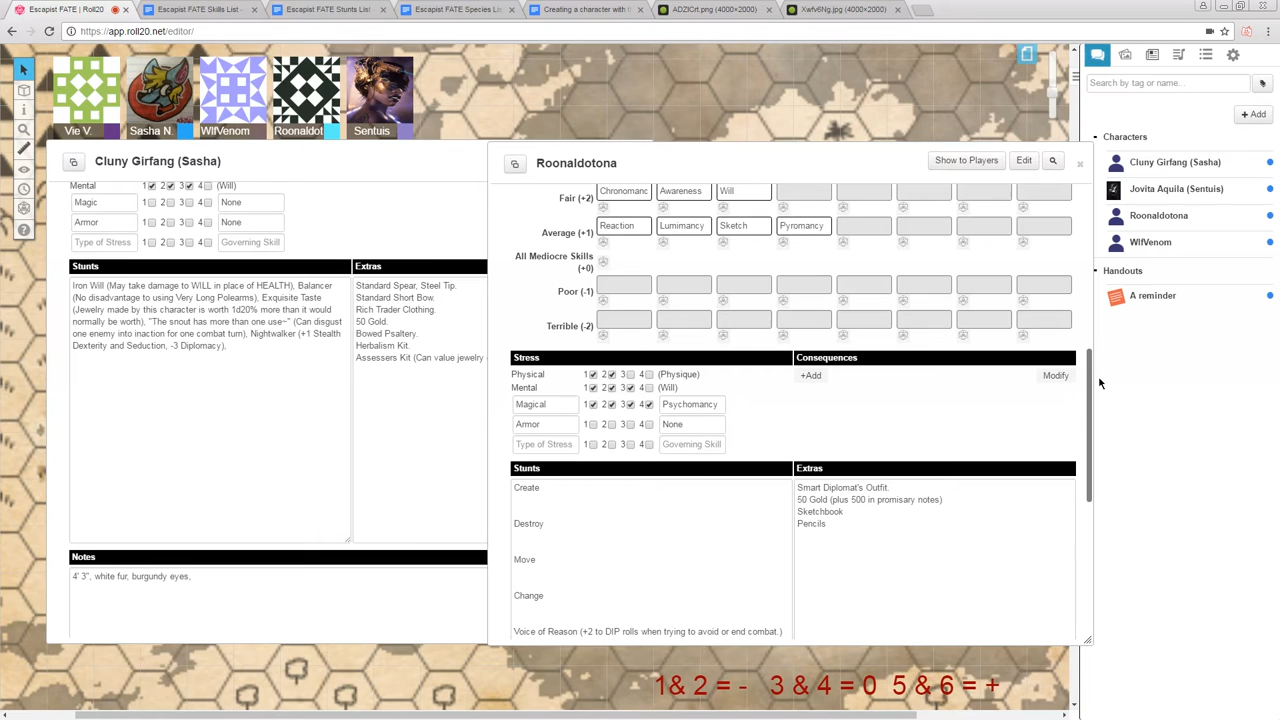 Escapist FATE | Roll20
Escapist FATE Skills List -
Escapist FATE Stunts List
Escapist FATE Species Lis
Creating a character with th
ADZlCrt.png (4000×2000)
Xwfv6Ng.jpg (4000×2000)
https://app.roll20.net/editor/
Vie V.
Sasha N.
WlfVenom
Roonaldot
Sentuis
Search by tag or name...
+ Add
Characters
Cluny Girfang (Sasha)
Jovita Aquila (Sentuis)
Roonaldotona
WlfVenom
Handouts
A reminder
Cluny Girfang (Sasha)
Mental 1 2 3 4 (Will)
Magic 1 2 3 4 None
Armor 1 2 3 4 None
Type of Stress 1 2 3 4 Governing Skill
Stunts
Extras
Iron Will (May take damage to WILL in place of HEALTH), Balancer
(No disadvantage to using Very Long Polearms), Exquisite Taste
(Jewelry made by this character is worth 1d20% more than it would
normally be worth), "The snout has more than one use~" (Can disgust
one enemy into inaction for one combat turn), Nightwalker (+1 Stealth
Dexterity and Seduction, -3 Diplomacy),
Standard Spear, Steel Tip.
Standard Short Bow.
Rich Trader Clothing.
50 Gold.
Bowed Psaltery.
Herbalism Kit.
Assessers Kit (Can value jewelry
Notes
4' 3", white fur, burgundy eyes,
Roonaldotona
Show to Players
Edit
Fair (+2) Chronomanc Awareness Will
Average (+1) Reaction Lumimancy Sketch Pyromancy
All Mediocre Skills
(+0)
Poor (-1)
Terrible (-2)
Stress
Consequences
Physical 1 2 3 4 (Physique)
+Add
Modify
Mental 1 2 3 4 (Will)
Magical 1 2 3 4 Psychomancy
Armor 1 2 3 4 None
Type of Stress 1 2 3 4 Governing Skill
Stunts
Extras
Create
Destroy
Move
Change
Voice of Reason (+2 to DIP rolls when trying to avoid or end combat.)
Smart Diplomat's Outfit.
50 Gold (plus 500 in promisary notes)
Sketchbook
Pencils
1 & 2 = - 3 & 4 = 0 5 & 6 = +